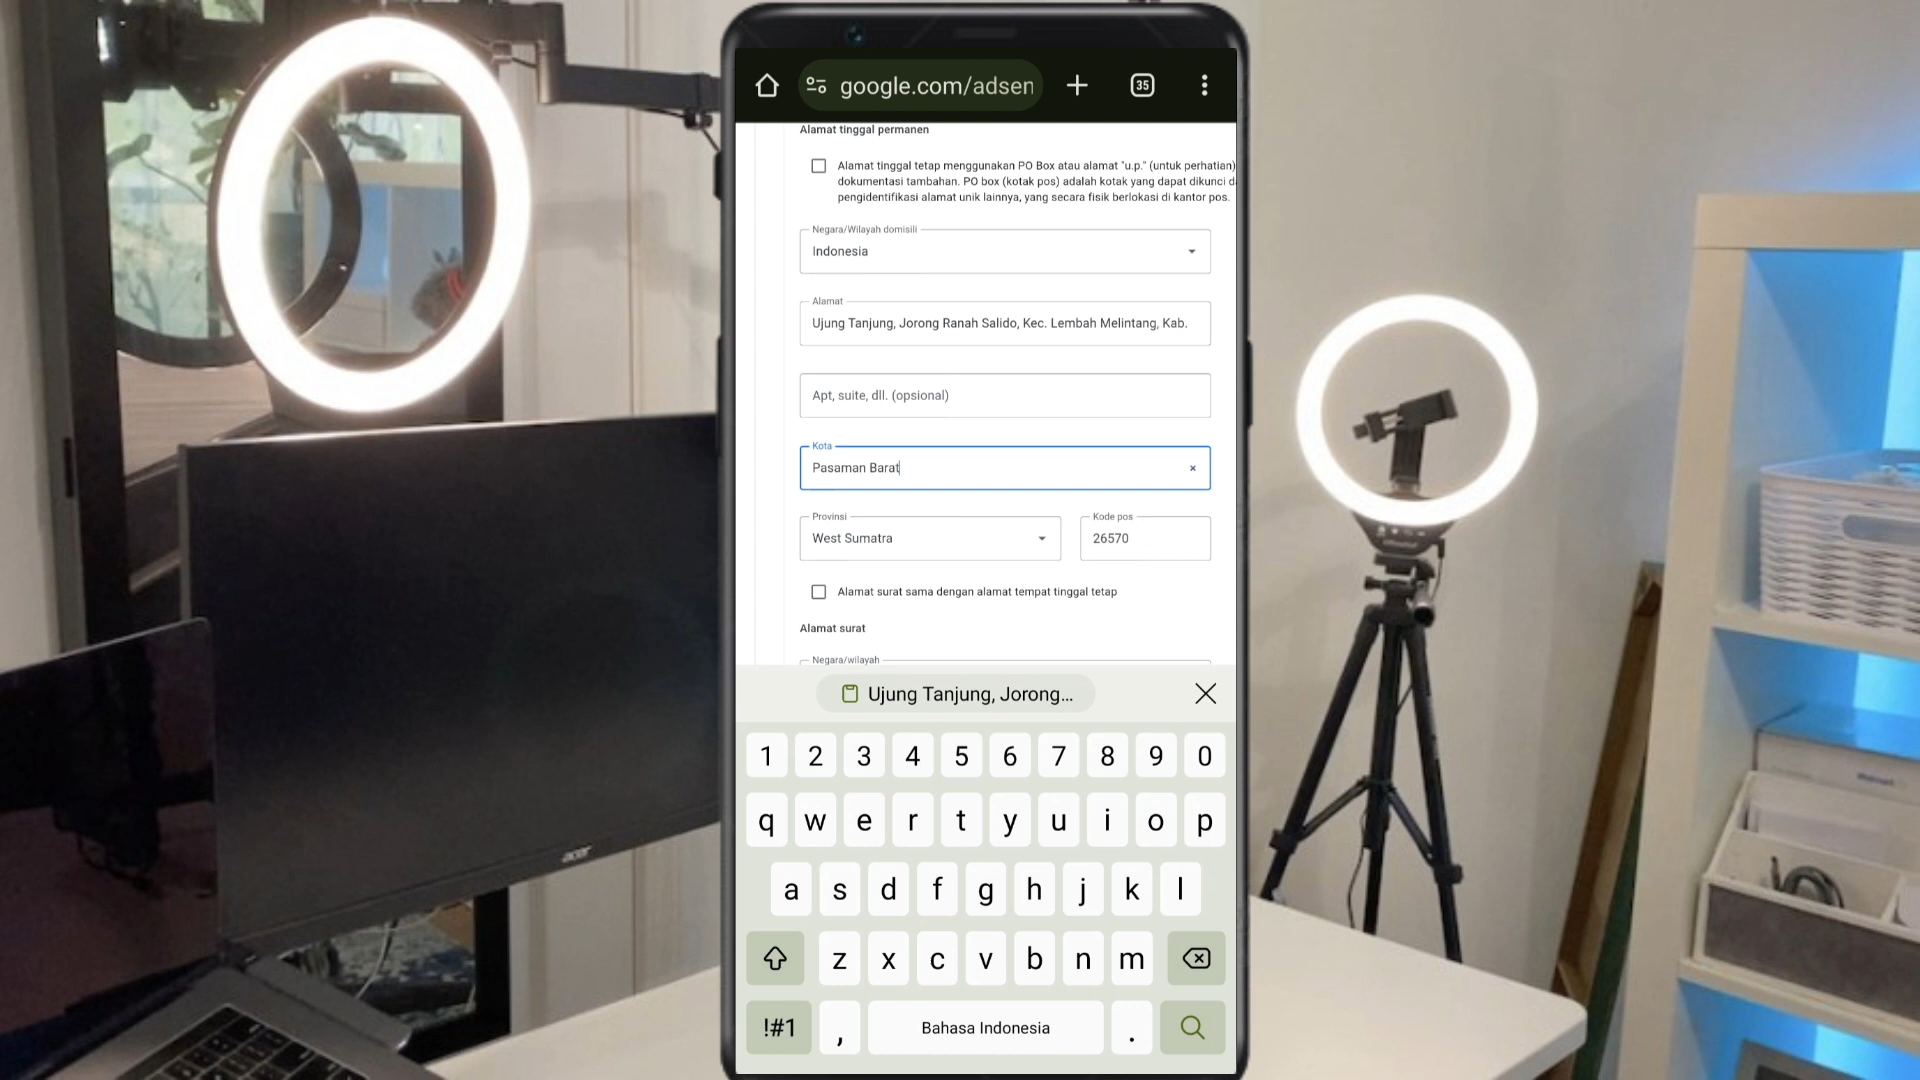 google.com/adsen
35
Alamat tinggal permanen
Alamat tinggal tetap menggunakan PO Box atau alamat "u.p." (untuk perhatian)
dokumentasi tambahan. PO box (kotak pos) adalah kotak yang dapat dikunci d
pengidentifikasi alamat unik lainnya, yang secara fisik berlokasi di kantor pos.
Negara/Wilayah domisili
Indonesia
Alamat
Ujung Tanjung, Jorong Ranah Salido, Kec. Lembah Melintang, Kab.
Apt, suite, dll. (opsional)
Kota
Pasaman Barat
Provinsi
West Sumatra
Kode pos
26570
Alamat surat sama dengan alamat tempat tinggal tetap
Alamat surat
Negara/wilayah
Ujung Tanjung, Jorong...
1 2 3 4 5 6 7 8 9 0
q w e r t y u i o p
a s d f g h j k l
z x c v b n m
!#1 , Bahasa Indonesia .
acer